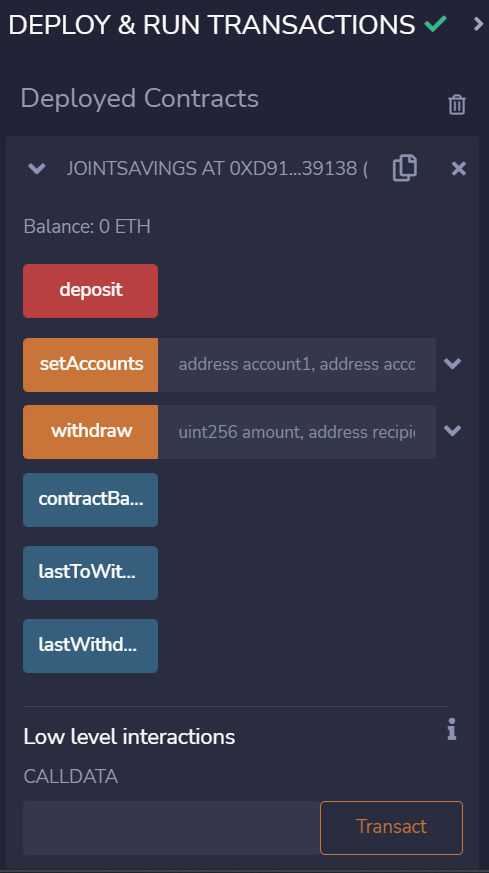 DEPLOY & RUN TRANSACTIONS
Deployed Contracts
JOINTSAVINGS AT 0XD91...39138 (
Balance: 0 ETH
deposit
setAccounts address account1, address acco
withdraw uint256 amount, address recipie
contractBa...
lastToWit...
lastWithd...
Low level interactions
CALLDATA
Transact